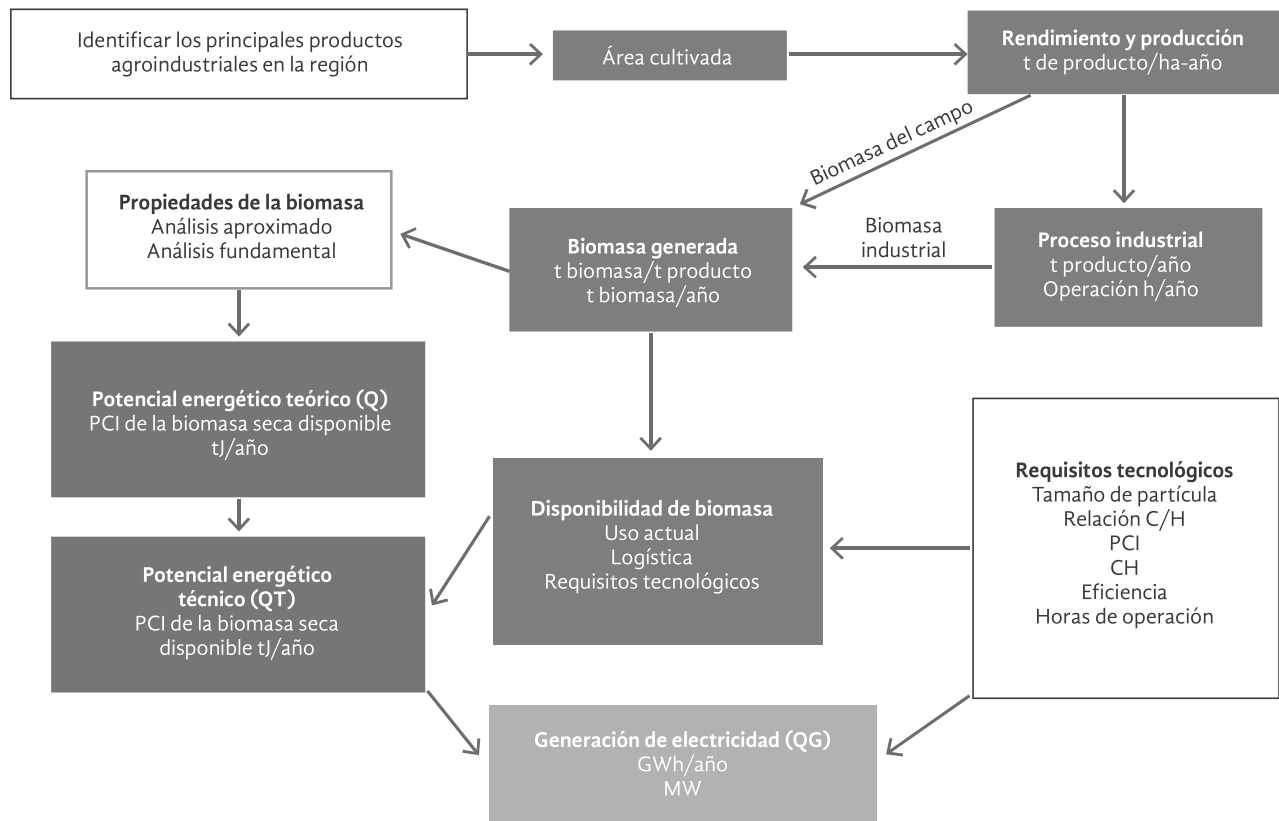 Identificar los principales productos
agroindustriales en la región
Área cultivada
Rendimiento y producción
t de producto/ha-año
Biomasa del campo
Propiedades de la biomasa
Análisis aproximado
Análisis fundamental
Biomasa generada
t biomasa/t producto
t biomasa/año
Biomasa
industrial
Proceso industrial
t producto/año
Operación h/año
Potencial energético teórico (Q)
PCI de la biomasa seca disponible
tJ/año
Disponibilidad de biomasa
Uso actual
Logística
Requisitos tecnológicos
Requisitos tecnológicos
Tamaño de partícula
Relación C/H
PCI
CH
Eficiencia
Horas de operación
Potencial energético
técnico (QT)
PCI de la biomasa seca
disponible tJ/año
Generación de electricidad (QG)
GWh/año
MW